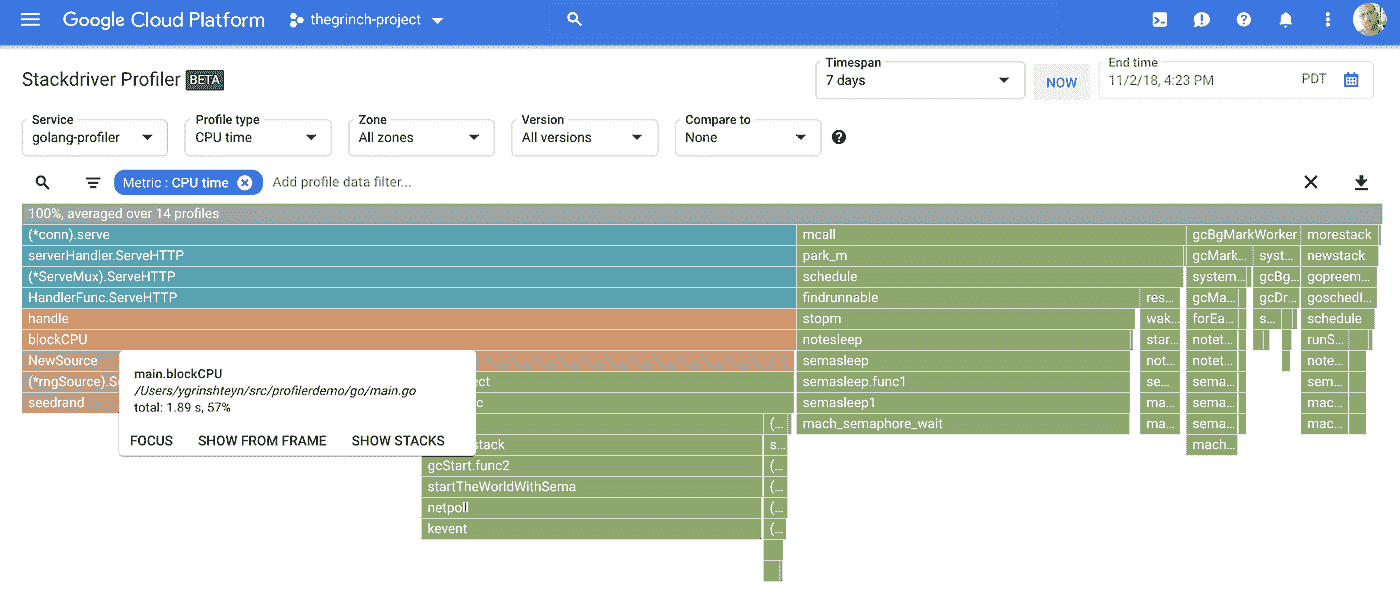 Google Cloud Platform thegrinch-project
Stackdriver Profiler BETA
Timespan
7 days
NOW
End time
11/2/18, 4:23 PM PDT
Service
golang-profiler
Profile type
CPU time
Zone
All zones
Version
All versions
Compare to
None
Metric : CPU time Add profile data filter...
100%, averaged over 14 profiles
(*conn).serve mcall gcBgMarkWorker morestack
serverHandler.ServeHTTP park_m gcMark... syst... newstack
(*ServeMux).ServeHTTP schedule system... gcBg... gopreem...
HandlerFunc.ServeHTTP findrunnable res... gcMa... gcDr... goschedI...
handle stopm wak... forEa... s... schedule
blockCPU notesleep star... notet... runS...
NewSource semasleep not... notet... note...
(*rngSource).S semasleep.func1 se... sema... sem...
seedrand semasleep1 ma... sema... mac...
(... mach_semaphore_wait ma... sema... mac...
stack s... mach...
gcStart.func2 (...
startTheWorldWithSema (...
netpoll (...
kevent (...
main.blockCPU
/Users/ygrinshteyn/src/profilerdemo/go/main.go
total: 1.89 s, 57%
FOCUS SHOW FROM FRAME SHOW STACKS